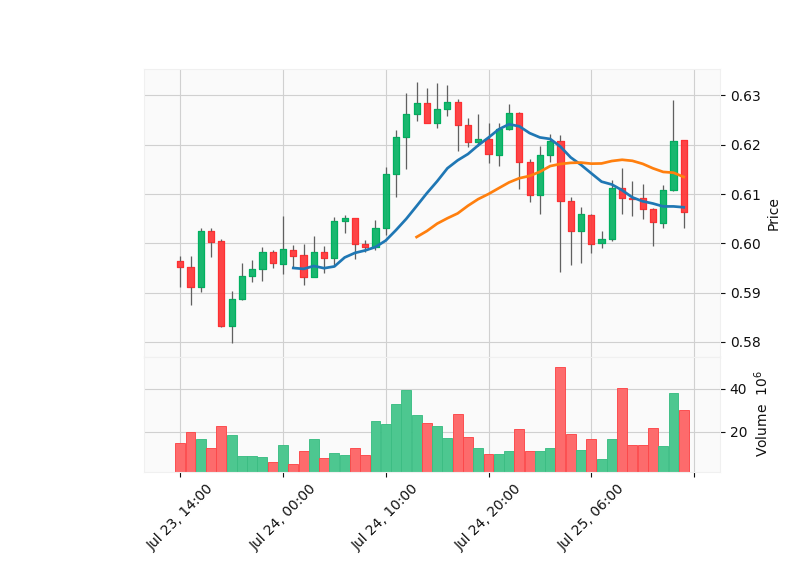 0.63
0.62
0.61
0.60
0.59
0.58
Price
40
20
Volume 10^6
Jul 23, 14:00
Jul 24, 00:00
Jul 24, 10:00
Jul 24, 20:00
Jul 25, 06:00